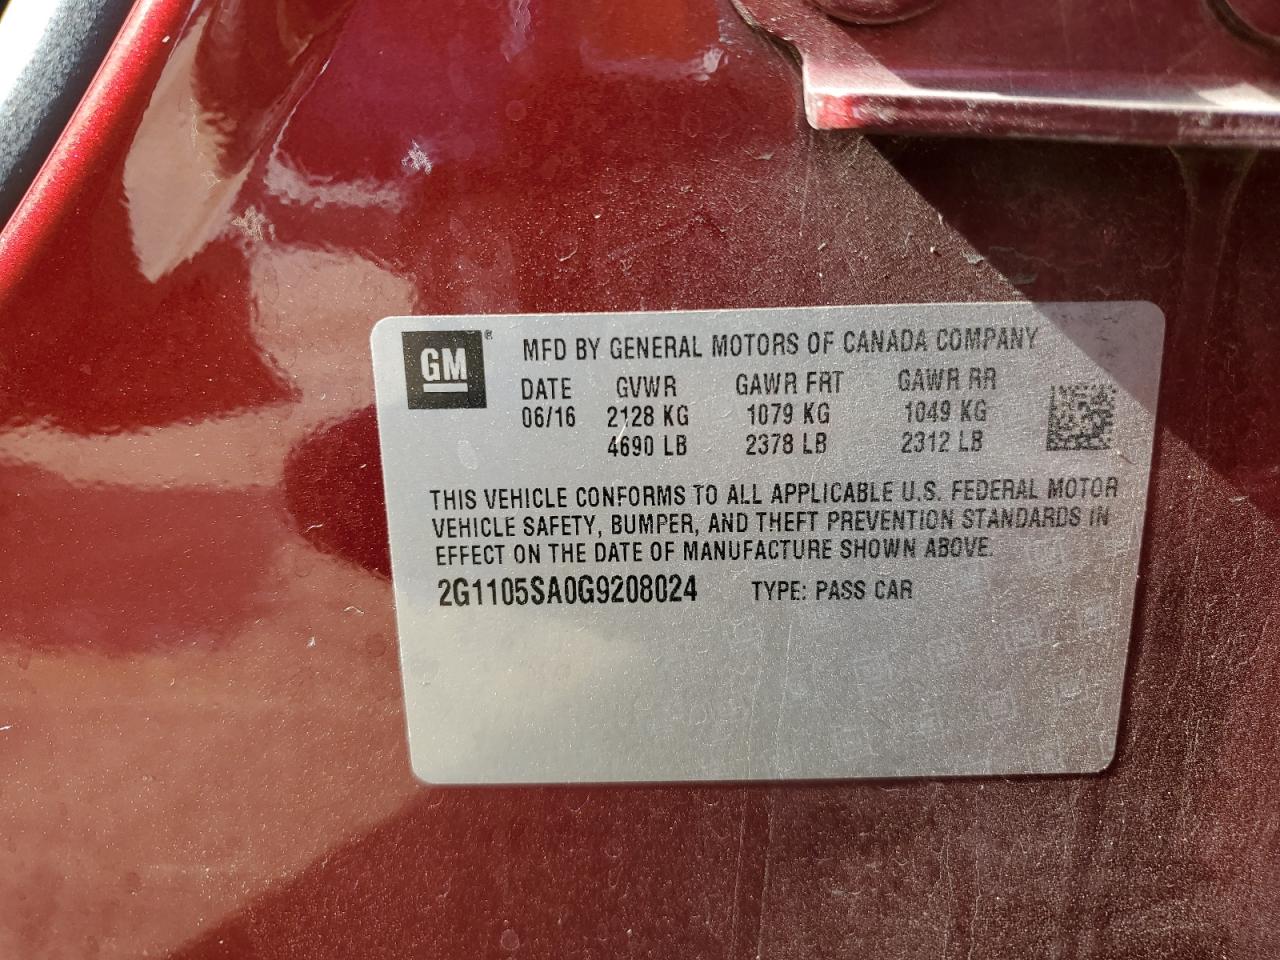 GM®
MFD BY GENERAL MOTORS OF CANADA COMPANY
DATE GVWR GAWR FRT GAWR RR
06/16 2128 KG 1079 KG 1049 KG
4690 LB 2378 LB 2312 LB
THIS VEHICLE CONFORMS TO ALL APPLICABLE U.S. FEDERAL MOTOR
VEHICLE SAFETY, BUMPER, AND THEFT PREVENTION STANDARDS IN
EFFECT ON THE DATE OF MANUFACTURE SHOWN ABOVE.
2G1105SA0G9208024 TYPE: PASS CAR